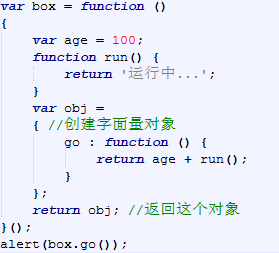 var box = function ()
{
    var age = 100;
    function run() {
        return '运行中...';
    }
    var obj =
    { //创建字面量对象
        go : function () {
            return age + run();
        }
    };
    return obj; //返回这个对象
}();
alert(box.go());